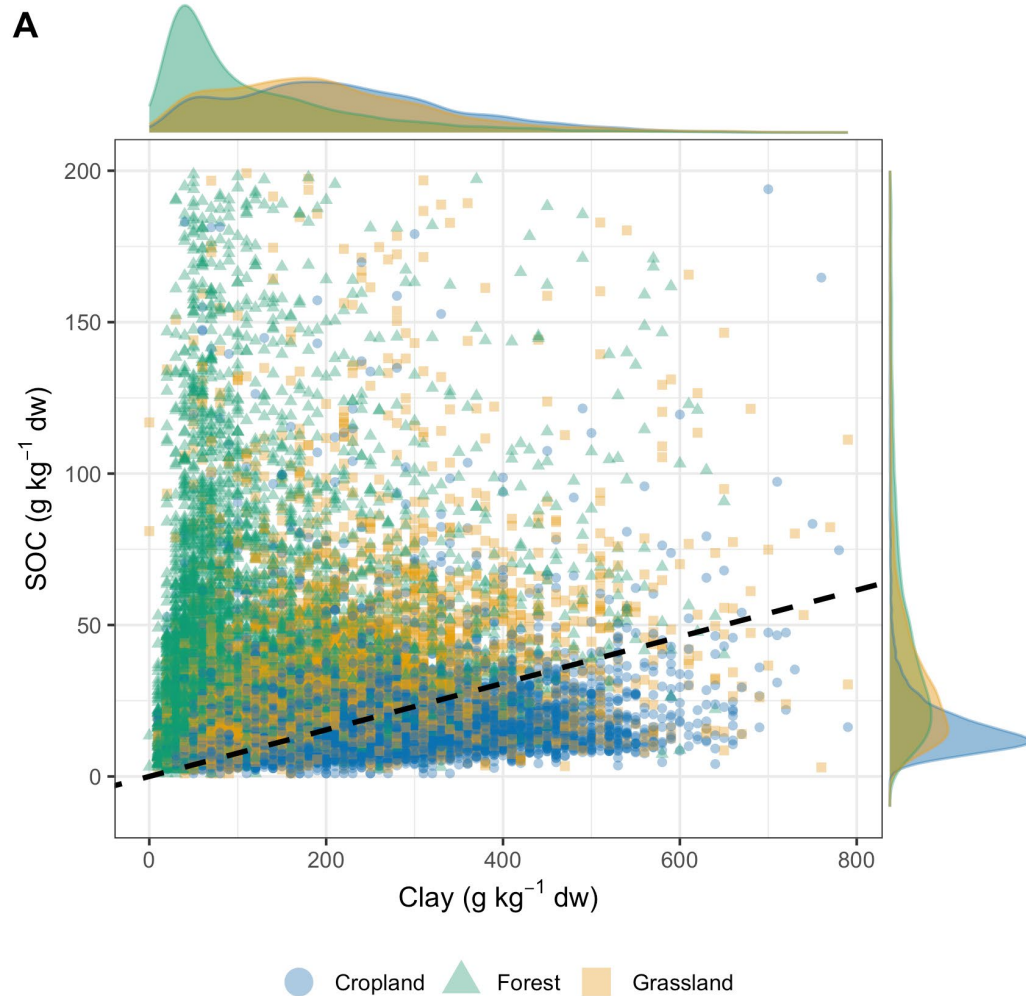 A
200
150
100
50
0
SOC (g kg⁻¹ dw)
0 200 400 600 800
Clay (g kg⁻¹ dw)
Cropland Forest Grassland